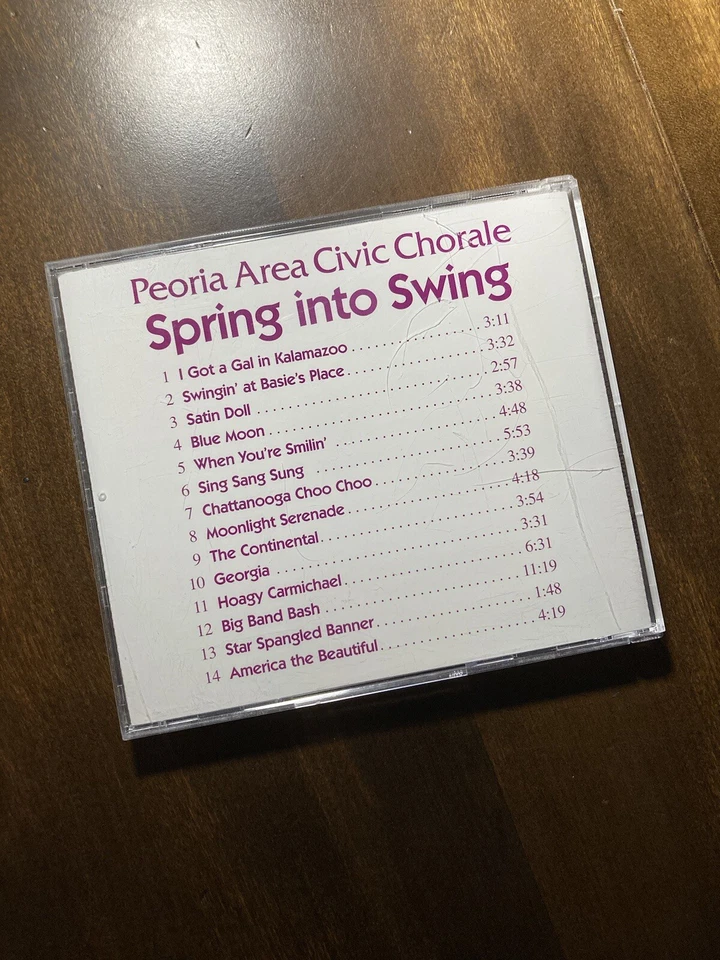 Peoria Area Civic Chorale
Spring into Swing
1 I Got a Gal in Kalamazoo . . . . . . . . . . . . . . . . . . . . 3:11
2 Swingin' at Basie's Place . . . . . . . . . . . . . . . . . . . . 3:32
3 Satin Doll . . . . . . . . . . . . . . . . . . . . . . . . . . . . . . . . . . 2:57
4 Blue Moon . . . . . . . . . . . . . . . . . . . . . . . . . . . . . . . . . 3:38
5 When You're Smilin' . . . . . . . . . . . . . . . . . . . . . . . . 4:48
6 Sing Sang Sung . . . . . . . . . . . . . . . . . . . . . . . . . . . . 5:53
7 Chattanooga Choo Choo . . . . . . . . . . . . . . . . . . . 3:39
8 Moonlight Serenade . . . . . . . . . . . . . . . . . . . . . . . . 4:18
9 The Continental . . . . . . . . . . . . . . . . . . . . . . . . . . . . 3:54
10 Georgia . . . . . . . . . . . . . . . . . . . . . . . . . . . . . . . . . . . 3:31
11 Hoagy Carmichael . . . . . . . . . . . . . . . . . . . . . . . . . . 6:31
12 Big Band Bash . . . . . . . . . . . . . . . . . . . . . . . . . . . . 11:19
13 Star Spangled Banner . . . . . . . . . . . . . . . . . . . . . . . 1:48
14 America the Beautiful . . . . . . . . . . . . . . . . . . . . . . . 4:19